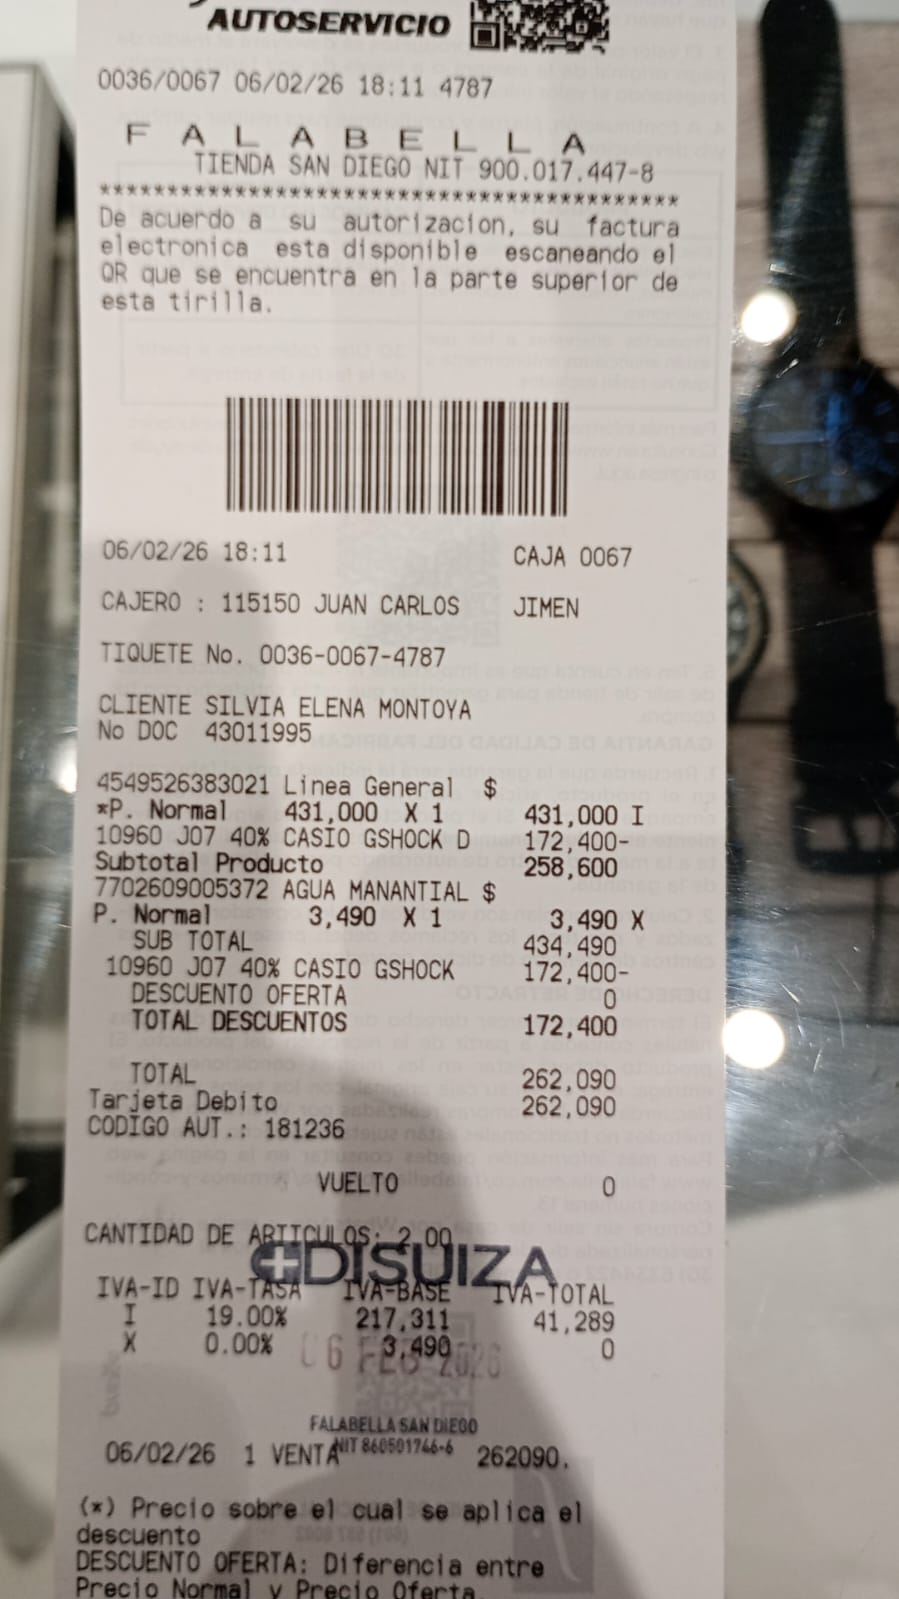 AUTOSERVICIO
0036/0067 06/02/26 18:11 4787
F A L A B E L L A
TIENDA SAN DIEGO NIT 900.017.447-8
*******************************************
De acuerdo a su autorizacion, su factura
electronica esta disponible escaneando el
QR que se encuentra en la parte superior de
esta tirilla.
06/02/26 18:11 CAJA 0067
CAJERO : 115150 JUAN CARLOS JIMEN
TIQUETE No. 0036-0067-4787
CLIENTE SILVIA ELENA MONTOYA
No DOC 43011995
4549526383021 Linea General $
*P. Normal 431,000 X 1 431,000 I
10960 J07 40% CASIO GSHOCK D 172,400-
Subtotal Producto 258,600
7702609005372 AGUA MANANTIAL $
P. Normal 3,490 X 1 3,490 X
SUB TOTAL 434,490
10960 J07 40% CASIO GSHOCK 172,400-
DESCUENTO OFERTA 0
TOTAL DESCUENTOS 172,400
TOTAL 262,090
Tarjeta Debito 262,090
CODIGO AUT.: 181236
VUELTO 0
CANTIDAD DE ARTICULOS: 2.00
DISUIZA
IVA-ID IVA-TASA IVA-BASE IVA-TOTAL
I 19.00% 217,311 41,289
X 0.00% 3,490 0
06 FEB 2026
FALABELLA SAN DIEGO
NIT 860501746-6
06/02/26 1 VENTA 262090.
(*) Precio sobre el cual se aplica el
descuento
DESCUENTO OFERTA: Diferencia entre
Precio Normal y Precio Oferta